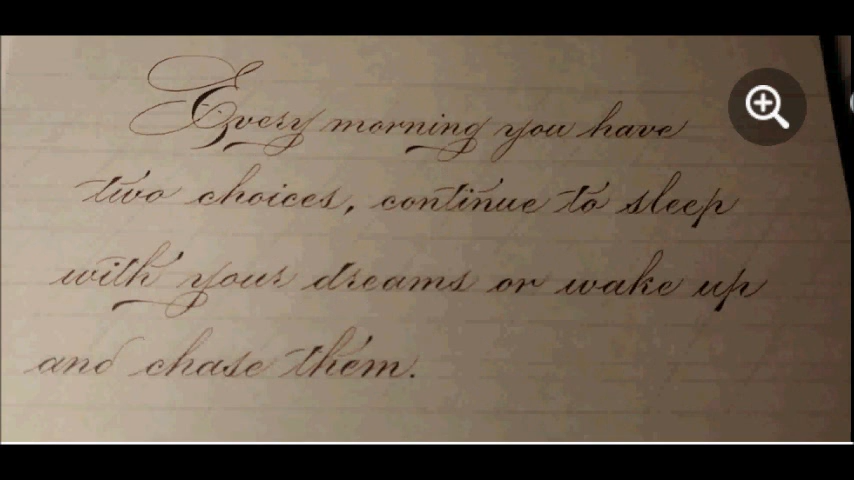 Every morning you have
two choices, continue to sleep
with your dreams or wake up
and chase them.